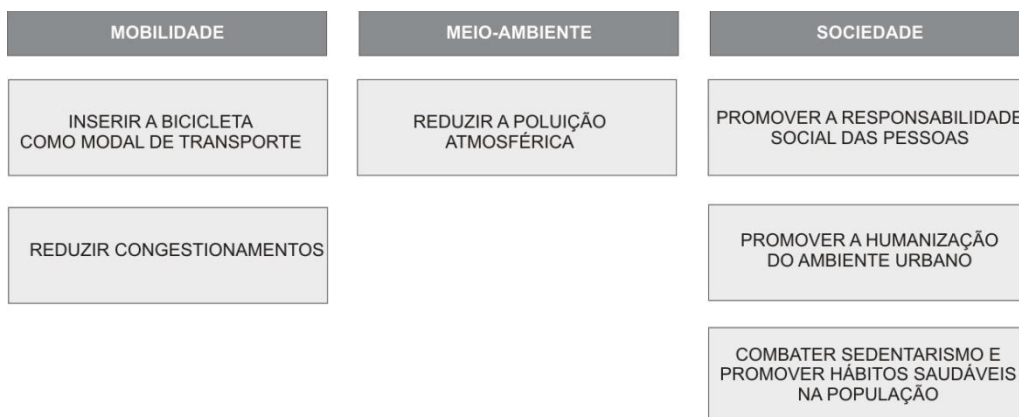 MOBILIDADE
INSERIR A BICICLETA
COMO MODAL DE TRANSPORTE
REDUZIR CONGESTIONAMENTOS
MEIO-AMBIENTE
REDUZIR A POLUIÇÃO
ATMOSFÉRICA
SOCIEDADE
PROMOVER A RESPONSABILIDADE
SOCIAL DAS PESSOAS
PROMOVER A HUMANIZAÇÃO
DO AMBIENTE URBANO
COMBATER SEDENTARISMO E
PROMOVER HÁBITOS SAUDÁVEIS
NA POPULAÇÃO